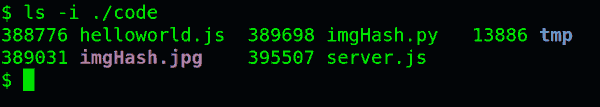 $ ls -i ./code
388776 helloworld.js  389698 imgHash.py   13886 tmp
389031 imgHash.jpg    395507 server.js
$